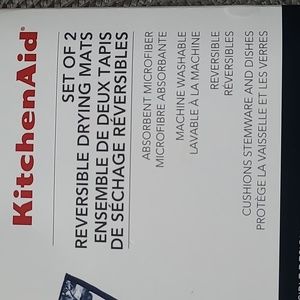 KitchenAid
SET OF 2
REVERSIBLE DRYING MATS
ENSEMBLE DE DEUX TAPIS
DE SÉCHAGE RÉVERSIBLES
ABSORBENT MICROFIBER
MICROFIBRE ABSORBANTE
MACHINE WASHABLE
LAVABLE À LA MACHINE
REVERSIBLE
RÉVERSIBLES
CUSHIONS STEMWARE AND DISHES
PROTÈGE LA VAISSELLE ET LES VERRES